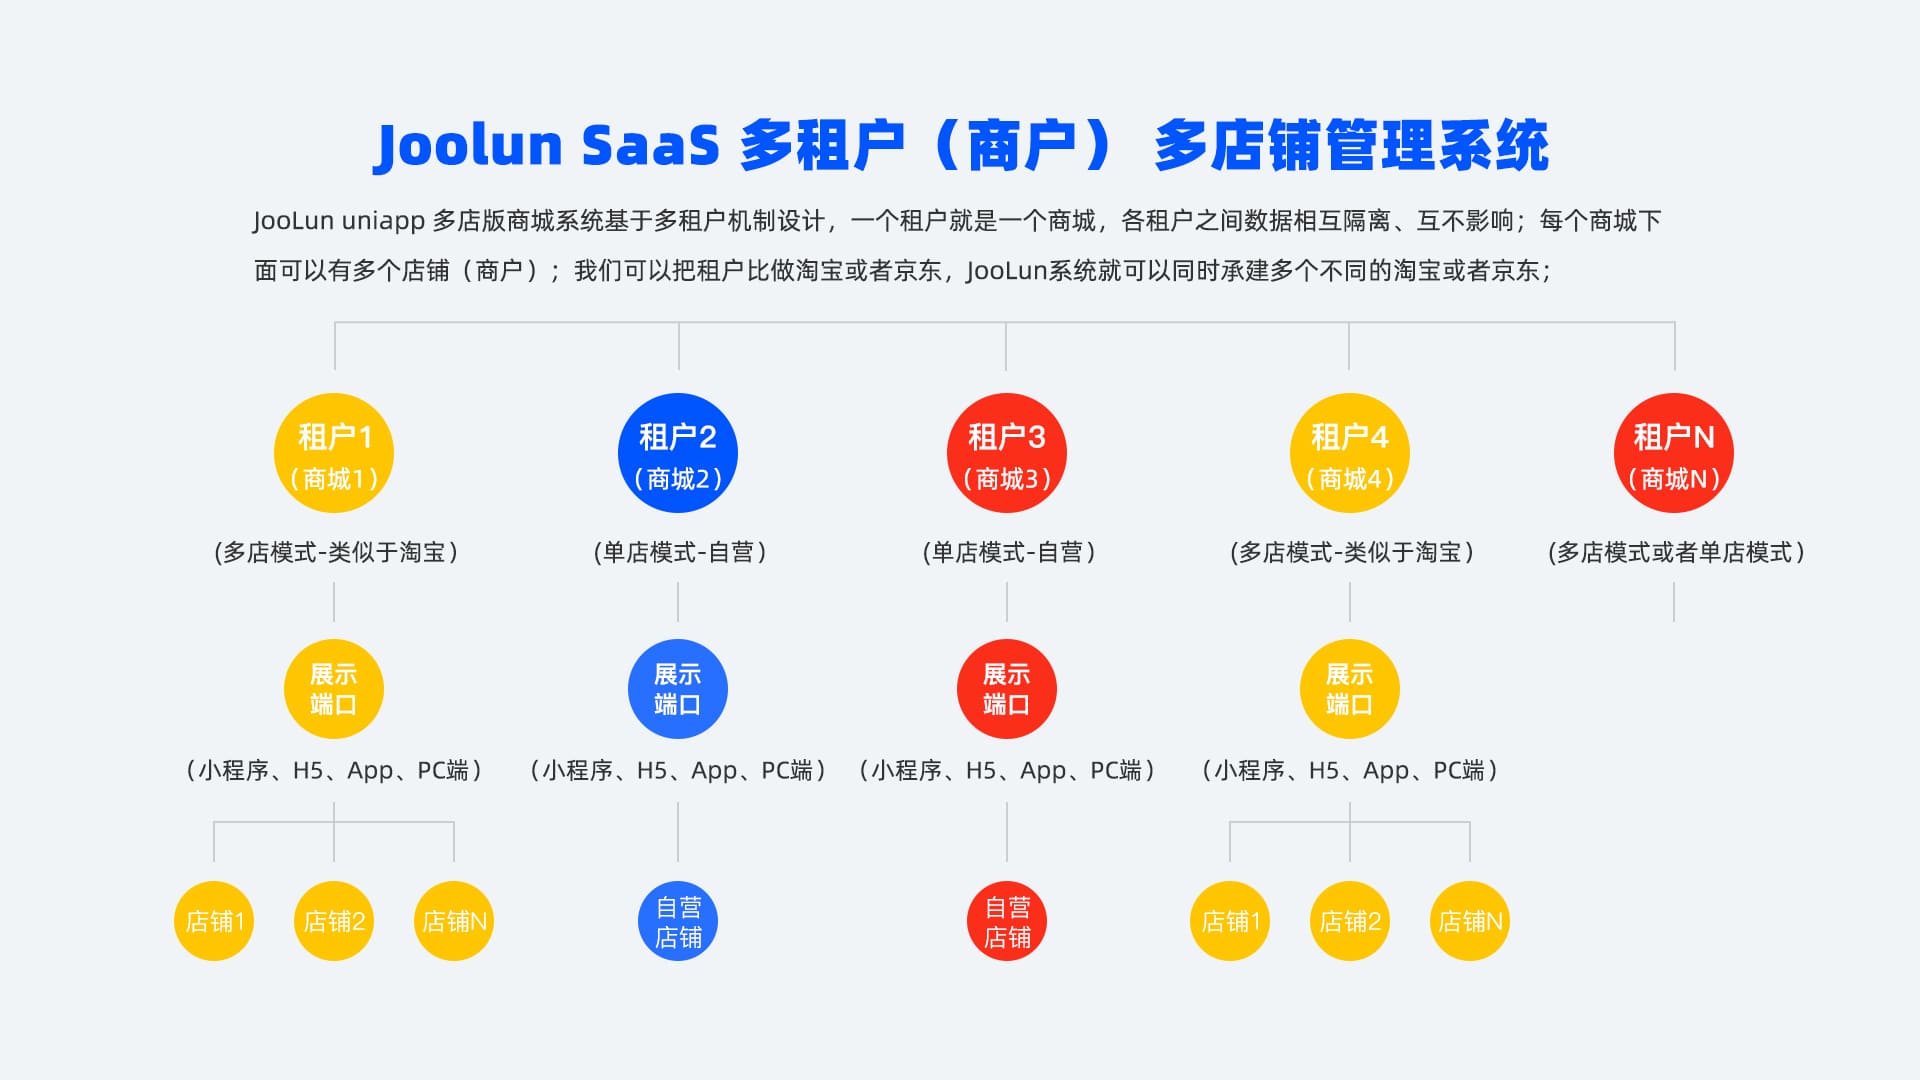 Joolun SaaS 多租户（商户） 多店铺管理系统
JooLun uniapp 多店版商城系统基于多租户机制设计，一个租户就是一个商城，各租户之间数据相互隔离、互不影响；每个商城下
面可以有多个店铺（商户）；我们可以把租户比做淘宝或者京东，JooLun系统就可以同时承建多个不同的淘宝或者京东；
租户1
（商城1）
租户2
（商城2）
租户3
（商城3）
租户4
（商城4）
租户N
（商城N）
(多店模式-类似于淘宝）
(单店模式-自营）
(单店模式-自营）
(多店模式-类似于淘宝）
(多店模式或者单店模式）
展示
端口
展示
端口
展示
端口
展示
端口
（小程序、H5、App、PC端）
（小程序、H5、App、PC端）
（小程序、H5、App、PC端）
（小程序、H5、App、PC端）
店铺1
店铺2
店铺N
自营
店铺
自营
店铺
店铺1
店铺2
店铺N